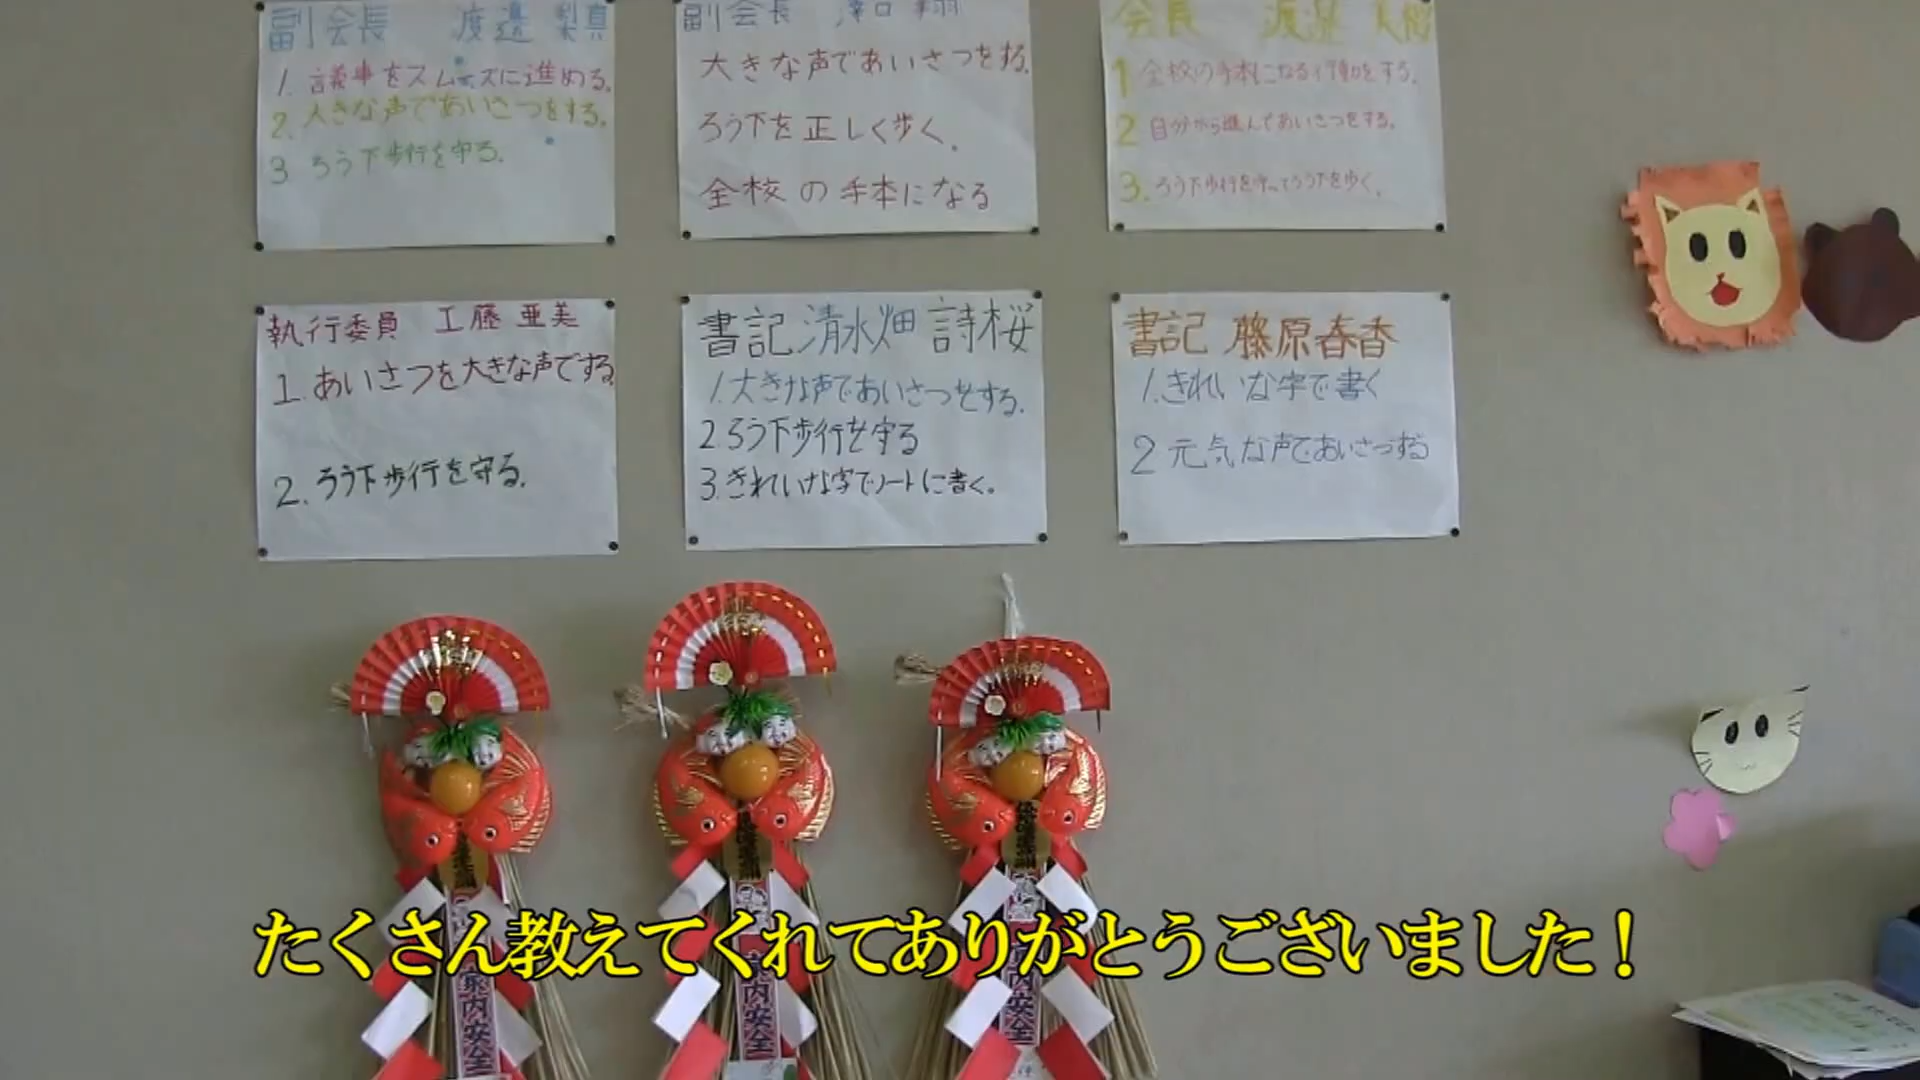 副会長 渡邊 梨真
1. 議事をスムーズに進める。
2. 大きな声であいさつをする。
3 ろう下歩行を守る。
副会長 澤口 翔
大きな声であいさつをする。
ろう下を正しく歩く。
全校の手本になる
会長 渡邉
1 全校の手本になる行動をする。
2 自分から進んであいさつをする。
3. ろう下歩行を守ってろう下を歩く。
執行委員 工藤 亜美
1. あいさつを大きな声でする
2. ろう下歩行を守る。
書記 清水畑 詩桜
1. 大きな声であいさつをする。
2 ろう下歩行を守る
3. きれいな字でノートに書く。
書記 藤原春香
1. きれいな字で書く
2 元気な声であいさつする
家内安全
家内安全
家内安全
たくさん教えてくれてありがとうございました！